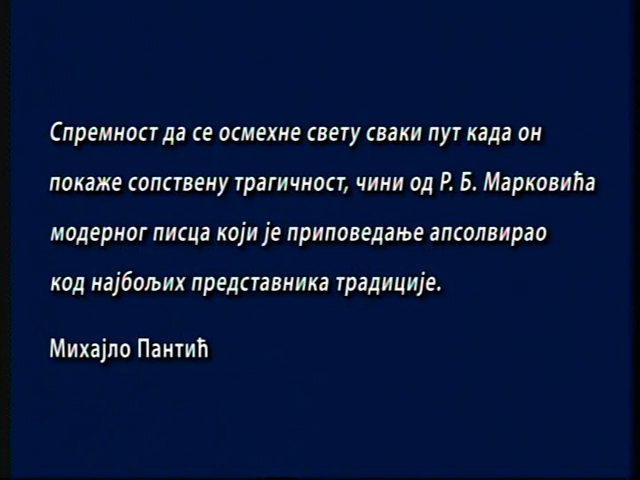 Спремност да се осмехне свету сваки пут када он
покаже сопствену трагичност, чини од Р. Б. Марковића
модерног писца који је приповедање апсолвирао
код најбољих представника традиције.
Михајло Пантић